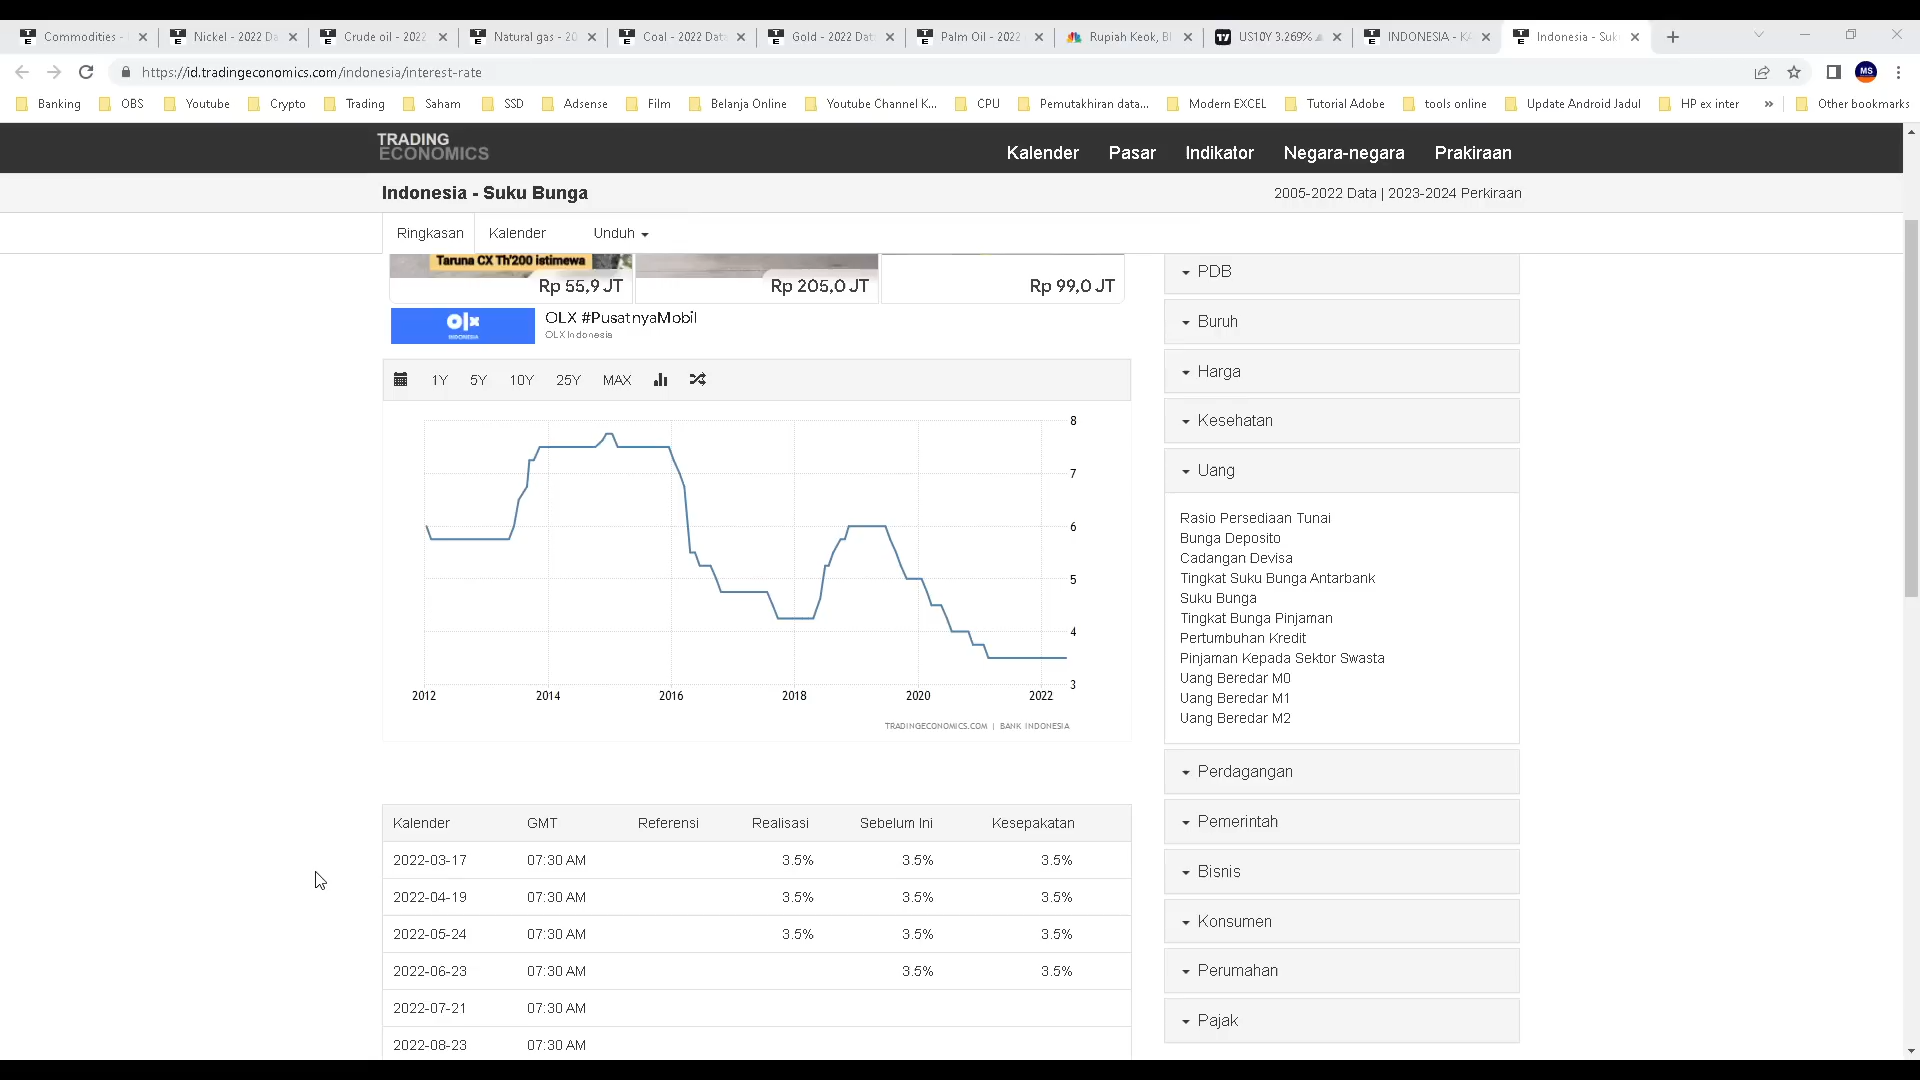 Commodities -
Nickel - 2022 Da
Crude oil - 2022
Natural gas - 20
Coal - 2022 Dat
Gold - 2022 Dat
Palm Oil - 2022
Rupiah Keok, BI
US10Y 3.269%
INDONESIA - KA
Indonesia - Suk
https://id.tradingeconomics.com/indonesia/interest-rate
MS
Banking
OBS
Youtube
Crypto
Trading
Saham
SSD
Adsense
Film
Belanja Online
Youtube Channel K...
CPU
Pemutakhiran data...
Modern EXCEL
Tutorial Adobe
tools online
Update Android Jadul
HP ex inter
»
Other bookmarks
TRADING
ECONOMICS
Kalender
Pasar
Indikator
Negara-negara
Prakiraan
Indonesia - Suku Bunga
2005-2022 Data | 2023-2024 Perkiraan
Ringkasan
Kalender
Unduh
Taruna CX Th'200 istimewa
Rp 55,9 JT
Rp 205,0 JT
Rp 99,0 JT
olx
INDONESIA
OLX #PusatnyaMobil
OLX Indonesia
1Y
5Y
10Y
25Y
MAX
8
7
6
5
4
3
2012
2014
2016
2018
2020
2022
TRADINGECONOMICS.COM | BANK INDONESIA
Kalender GMT Referensi Realisasi Sebelum Ini Kesepakatan
2022-03-17 07:30 AM 3.5% 3.5% 3.5%
2022-04-19 07:30 AM 3.5% 3.5% 3.5%
2022-05-24 07:30 AM 3.5% 3.5% 3.5%
2022-06-23 07:30 AM 3.5% 3.5%
2022-07-21 07:30 AM
2022-08-23 07:30 AM
PDB
Buruh
Harga
Kesehatan
Uang
Rasio Persediaan Tunai
Bunga Deposito
Cadangan Devisa
Tingkat Suku Bunga Antarbank
Suku Bunga
Tingkat Bunga Pinjaman
Pertumbuhan Kredit
Pinjaman Kepada Sektor Swasta
Uang Beredar M0
Uang Beredar M1
Uang Beredar M2
Perdagangan
Pemerintah
Bisnis
Konsumen
Perumahan
Pajak